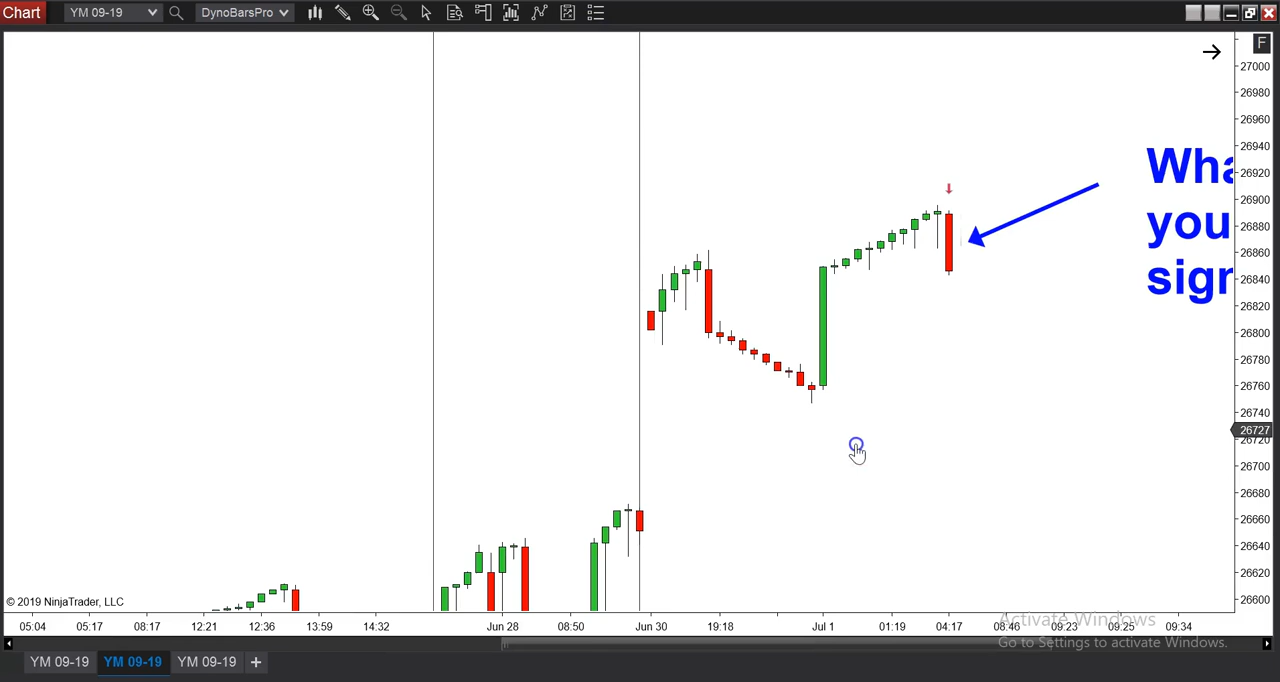 Chart YM 09-19 DynoBarsPro
F
27000
26980
26960
26940
26920
26900
26880
26860
26840
26820
26800
26780
26760
26740
26727
26720
26700
26680
26660
26640
26620
26600
Wha
you
sign
© 2019 NinjaTrader, LLC
05:04 05:17 08:17 12:21 12:36 13:59 14:32 Jun 28 08:50 Jun 30 19:18 Jul 1 01:19 04:17 08:46 09:23 09:25 09:34
Activate Windows
Go to Settings to activate Windows.
YM 09-19 YM 09-19 YM 09-19 +